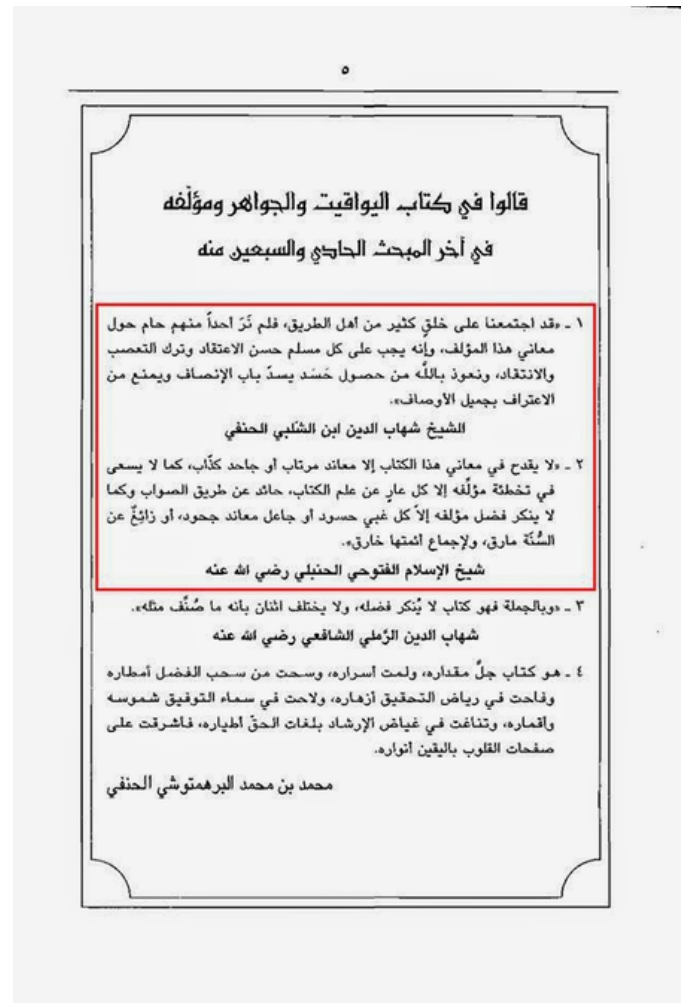 ٥
قالوا في كتاب اليواقيت والجواهر ومؤلّفه
في آخر المبحث الحادي والسبعين منه
١ ـ «قد اجتمعنا على خلقٍ كثير من أهل الطريق، فلم نَرَ أحداً منهم حام حول
معاني هذا المؤلف، وإنه يجب على كل مسلم حسن الاعتقاد وترك التعصب
والانتقاد، ونعوذ باللَّه من حصول حَسَد يسدّ باب الإنصاف ويمنع من
الاعتراف بجميل الأوصاف».
الشيخ شهاب الدين ابن الشلبي الحنفي
٢ ـ «لا يقدح في معاني هذا الكتاب إلا معاند مرتاب أو جاحد كذّاب، كما لا يسعى
في تخطئة مؤلّفه إلا كل عارٍ عن علم الكتاب، حائد عن طريق الصواب وكما
لا ينكر فضل مؤلفه إلاّ كل غبي حسود أو جاهل معاند جحود، أو زائِغٌ عن
السُّنّة مارق، ولإجماع أئمتها خارق».
شيخ الإسلام الفتوحي الحنبلي رضي الله عنه
٣ ـ «وبالجملة فهو كتاب لا يُنكر فضله، ولا يختلف اثنان بأنه ما صُنِّف مثله».
شهاب الدين الرّملي الشافعي رضي الله عنه
٤ ـ هو كتاب جلَّ مقداره، ولمت أسراره، وسحت من سحب الفضل أمطاره
وفاحت في رياض التحقيق أزهاره، ولاحت في سماء التوفيق شموسه
وأقماره، وتناغت في غياض الإرشاد بلغات الحقّ أطياره، فأشرقت على
صفحات القلوب باليقين أنواره.
محمد بن محمد البرهمتوشي الحنفي